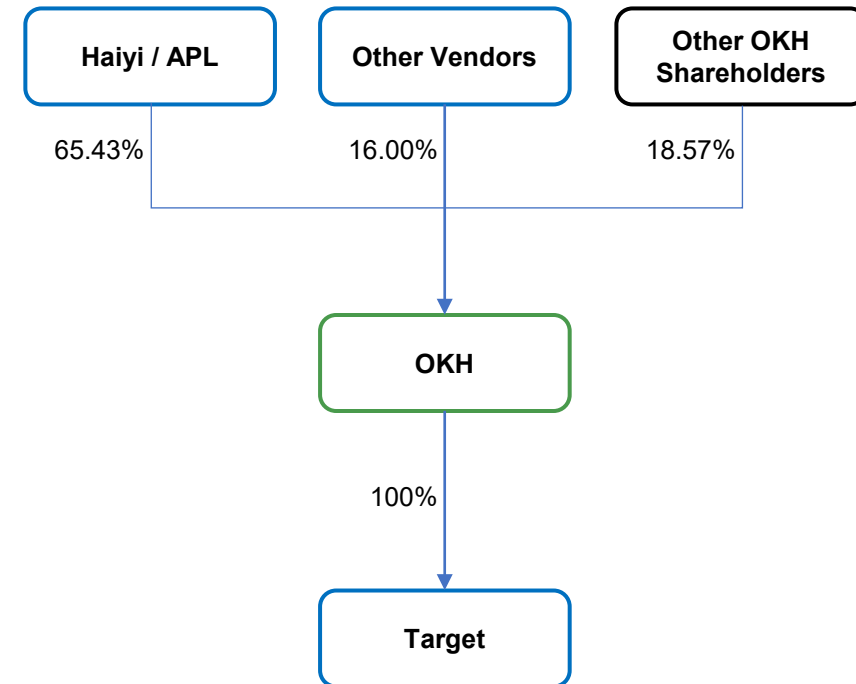 Haiyi / APL
Other Vendors
Other OKH
Shareholders
65.43%
16.00%
18.57%
OKH
100%
Target